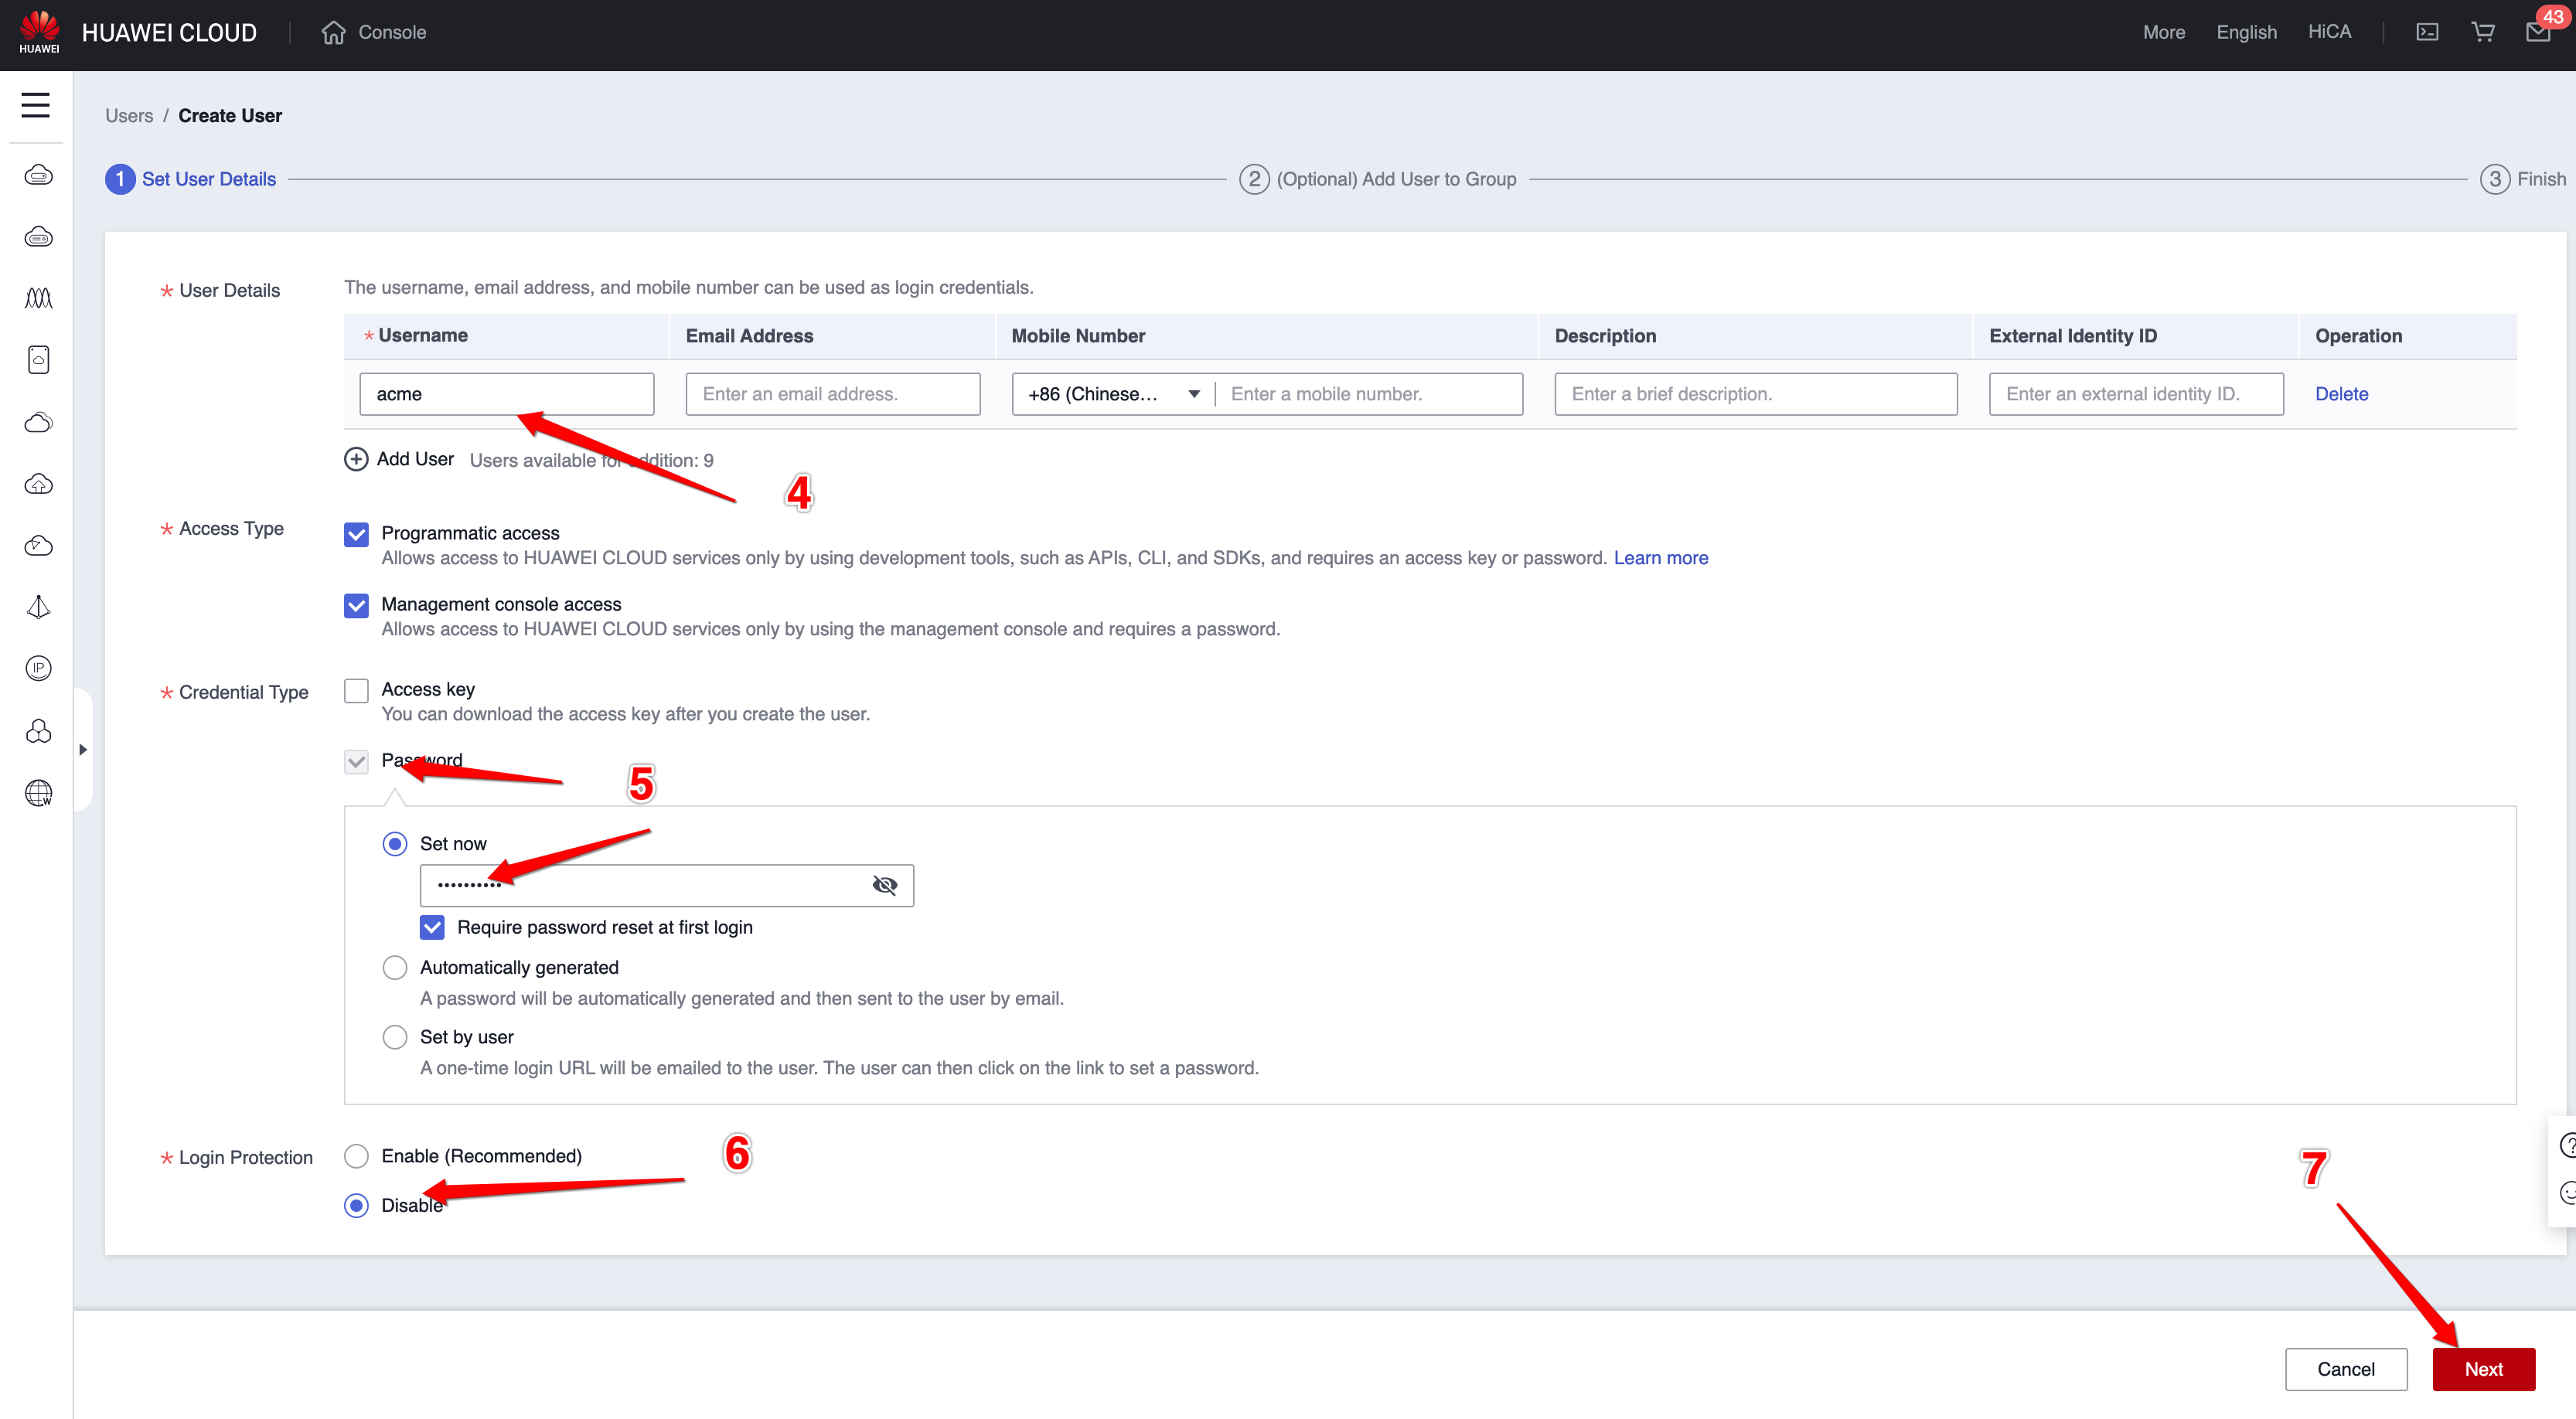 HUAWEI
HUAWEI CLOUD
Console
More
English
HiCA
43
Users / Create User
1 Set User Details
2 (Optional) Add User to Group
3 Finish
* User Details
The username, email address, and mobile number can be used as login credentials.
* Username
Email Address
Mobile Number
Description
External Identity ID
Operation
acme
Enter an email address.
+86 (Chinese...
Enter a mobile number.
Enter a brief description.
Enter an external identity ID.
Delete
Add User
Users available for addition: 9
4
* Access Type
Programmatic access
Allows access to HUAWEI CLOUD services only by using development tools, such as APIs, CLI, and SDKs, and requires an access key or password. Learn more
Management console access
Allows access to HUAWEI CLOUD services only by using the management console and requires a password.
IP
* Credential Type
Access key
You can download the access key after you create the user.
Password
5
W
Set now
••••••••••
Require password reset at first login
Automatically generated
A password will be automatically generated and then sent to the user by email.
Set by user
A one-time login URL will be emailed to the user. The user can then click on the link to set a password.
* Login Protection
Enable (Recommended)
6
Disable
7
Cancel
Next